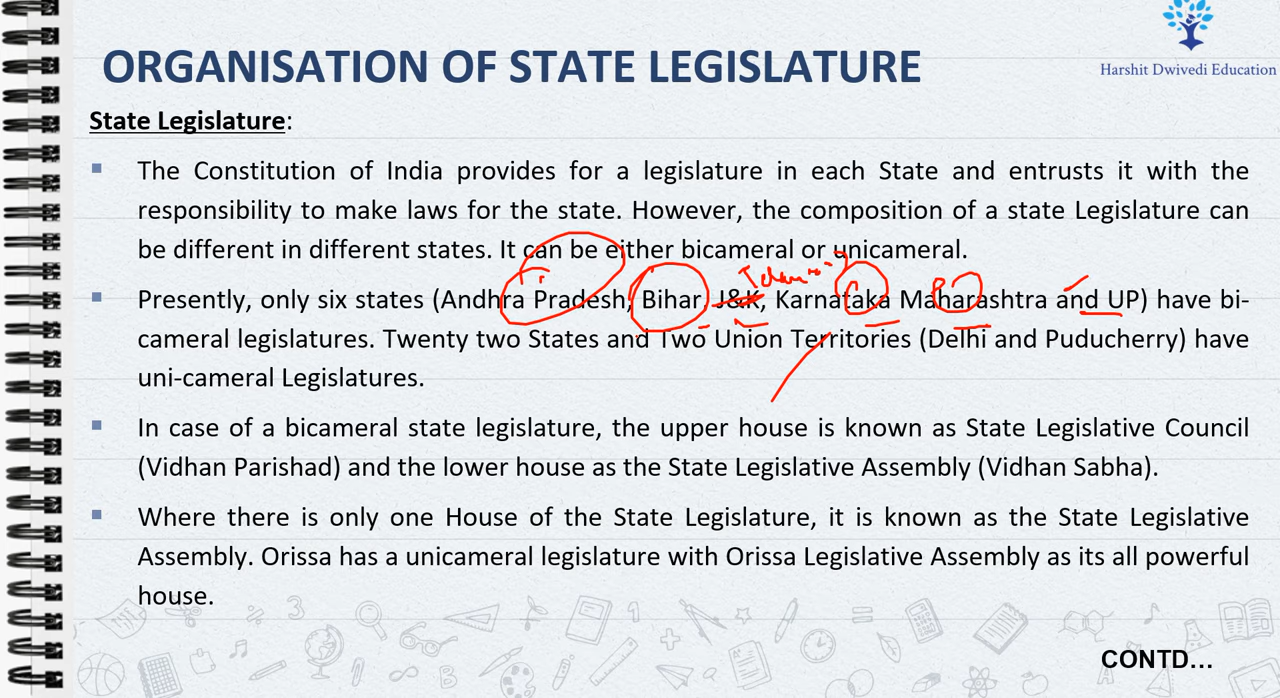 Harshit Dwivedi Education
ORGANISATION OF STATE LEGISLATURE
State Legislature:
The Constitution of India provides for a legislature in each State and entrusts it with the
responsibility to make laws for the state. However, the composition of a state Legislature can
be different in different states. It can be either bicameral or unicameral.
Presently, only six states (Andhra Pradesh, Bihar, J&K, Karnataka Maharashtra and UP) have bi-
cameral legislatures. Twenty two States and Two Union Territories (Delhi and Puducherry) have
uni-cameral Legislatures.
In case of a bicameral state legislature, the upper house is known as State Legislative Council
(Vidhan Parishad) and the lower house as the State Legislative Assembly (Vidhan Sabha).
Where there is only one House of the State Legislature, it is known as the State Legislative
Assembly. Orissa has a unicameral legislature with Orissa Legislative Assembly as its all powerful
house.
CONTD...